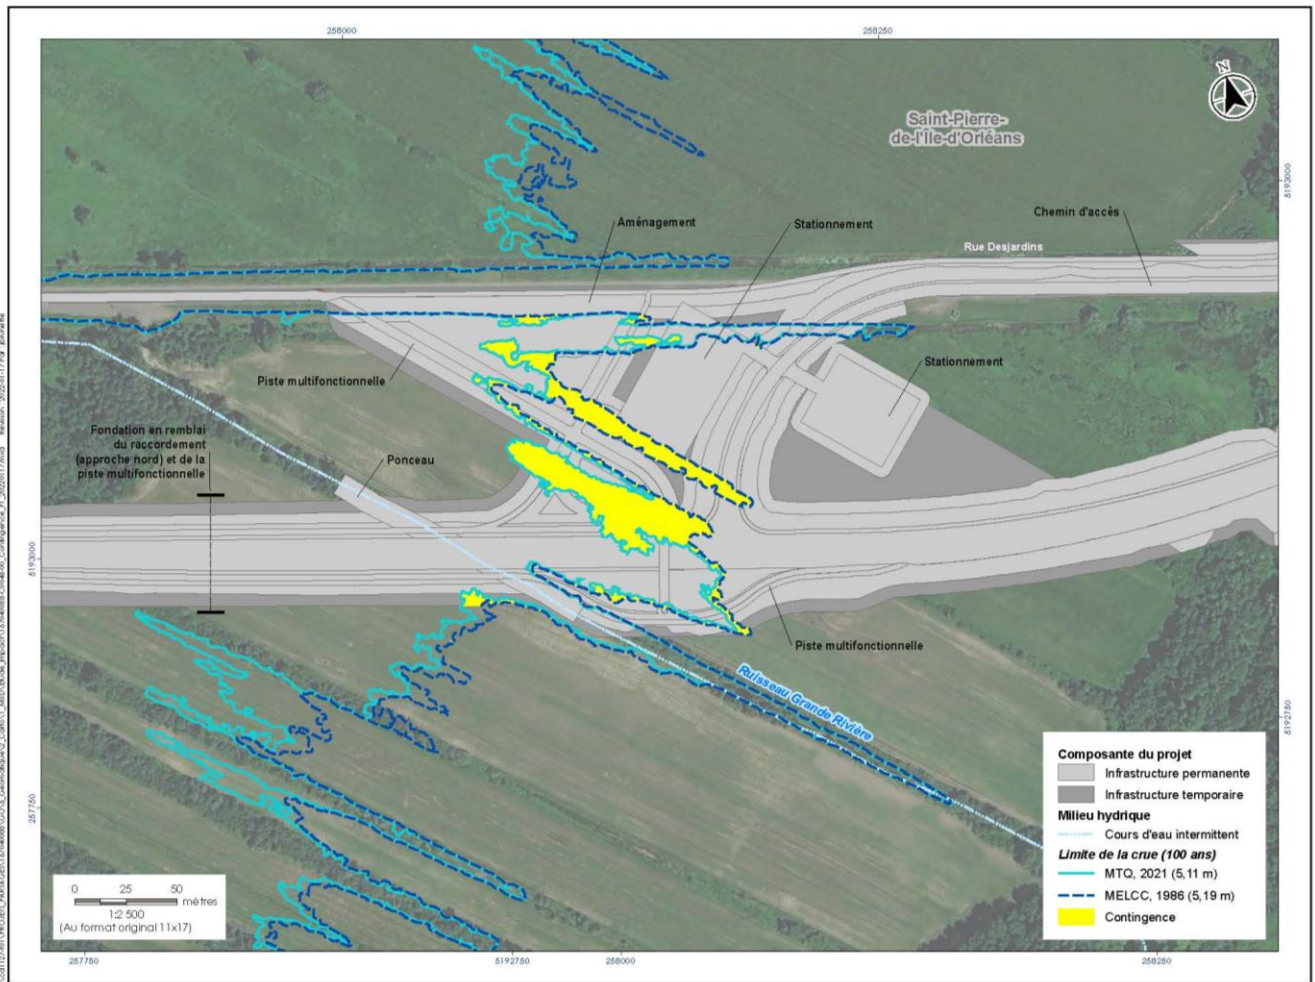 258000
258250
N
Saint-Pierre-
de-l'Île-d'Orléans
5193000
Aménagement
Stationnement
Chemin d'accès
Rue Desjardins
Piste multifonctionnelle
Stationnement
Fondation en remblai
du raccordement
(approche nord) et de la
piste multifonctionnelle
Ponceau
5193000
Piste multifonctionnelle
Ruisseau Grande Rivière
5192750
257750
Composante du projet
Infrastructure permanente
Infrastructure temporaire
Milieu hydrique
Cours d'eau intermittent
Limite de la crue (100 ans)
MTQ, 2021 (5,11 m)
MELCC, 1986 (5,19 m)
Contingence
0 25 50
mètres
1:2 500
(Au format original 11x17)
257750
5192750
258000
258250